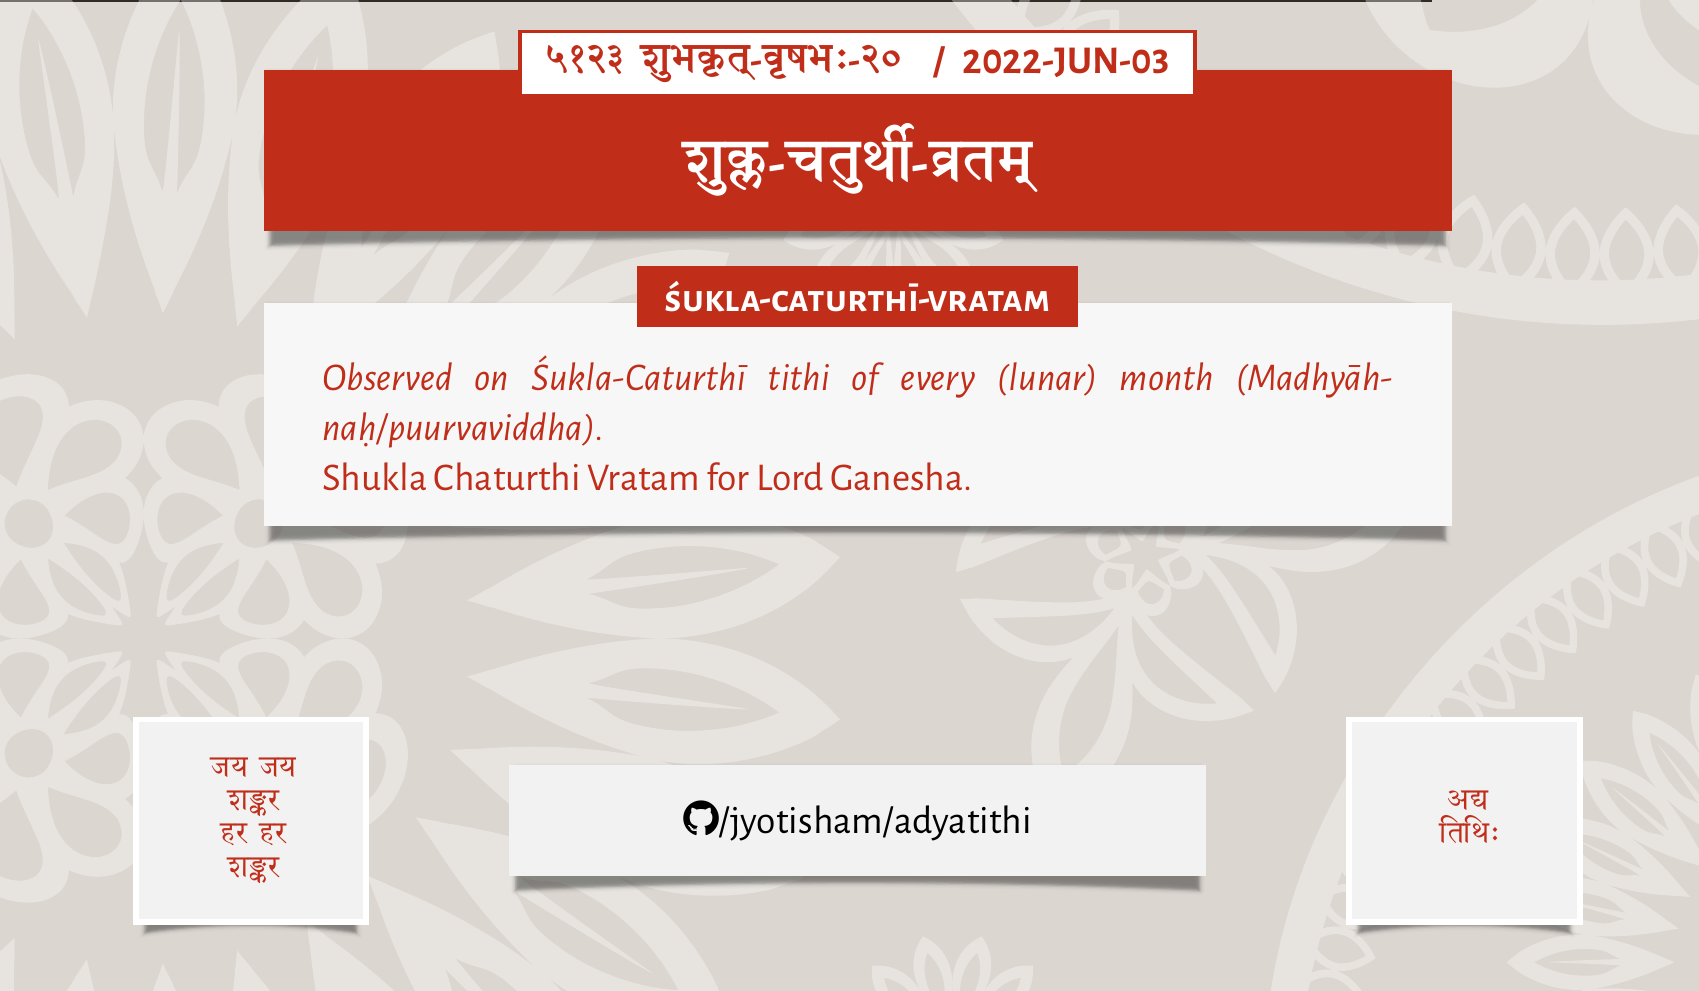 ५१२३ शुभकृत्-वृषभः-२० / 2022-JUN-03
शुक्ल-चतुर्थी-व्रतम्
ŚUKLA-CATURTHĪ-VRATAM
Observed on Śukla-Caturthī tithi of every (lunar) month (Madhyāh-
naḥ/puurvaviddha).
Shukla Chaturthi Vratam for Lord Ganesha.
जय जय
शङ्कर
हर हर
शङ्कर
/jyotisham/adyatithi
अद्य
तिथिः